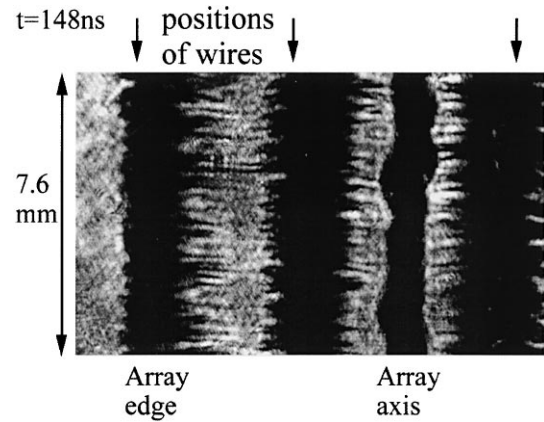 t=148ns
positions
of wires
7.6
mm
Array
edge
Array
axis